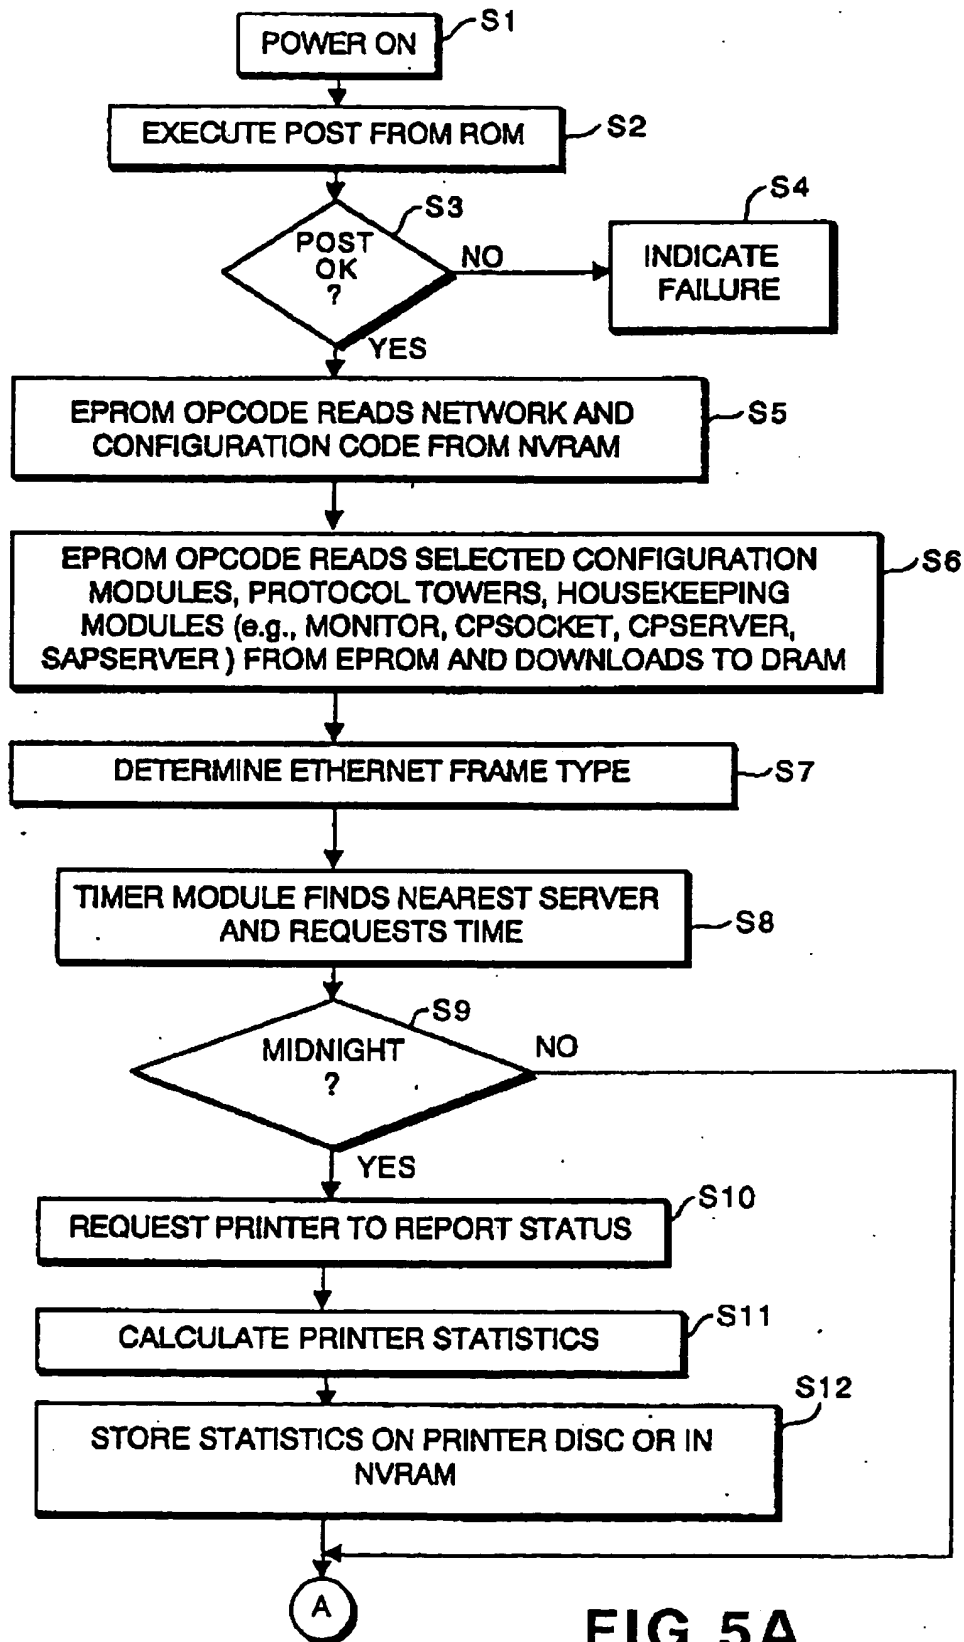 POWER ON
S1
EXECUTE POST FROM ROM
S2
POST
OK
?
S3
NO
YES
INDICATE
FAILURE
S4
EPROM OPCODE READS NETWORK AND
CONFIGURATION CODE FROM NVRAM
S5
EPROM OPCODE READS SELECTED CONFIGURATION
MODULES, PROTOCOL TOWERS, HOUSEKEEPING
MODULES (e.g., MONITOR, CPSOCKET, CPSERVER,
SAPSERVER) FROM EPROM AND DOWNLOADS TO DRAM
S6
DETERMINE ETHERNET FRAME TYPE
S7
TIMER MODULE FINDS NEAREST SERVER
AND REQUESTS TIME
S8
MIDNIGHT
?
S9
NO
YES
REQUEST PRINTER TO REPORT STATUS
S10
CALCULATE PRINTER STATISTICS
S11
STORE STATISTICS ON PRINTER DISC OR IN
NVRAM
S12
A
FIG 5A